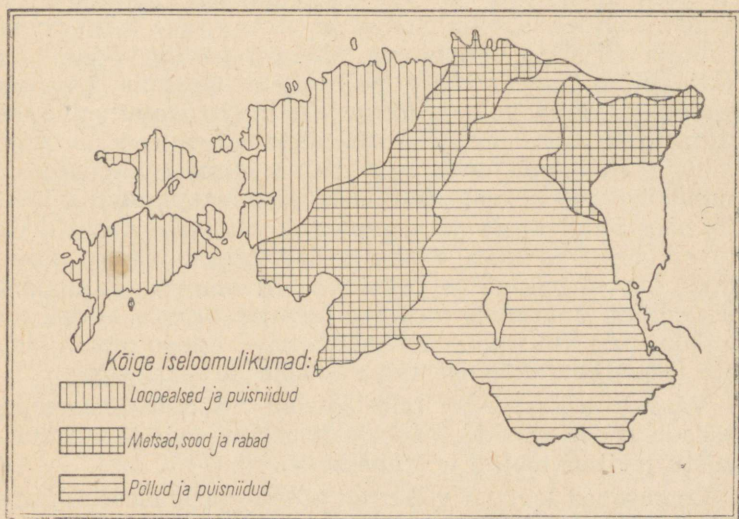 Kõige iseloomulikumad:
Loopealsed ja puisniidud
Metsad, sood ja rabad
Põllud ja puisniidud